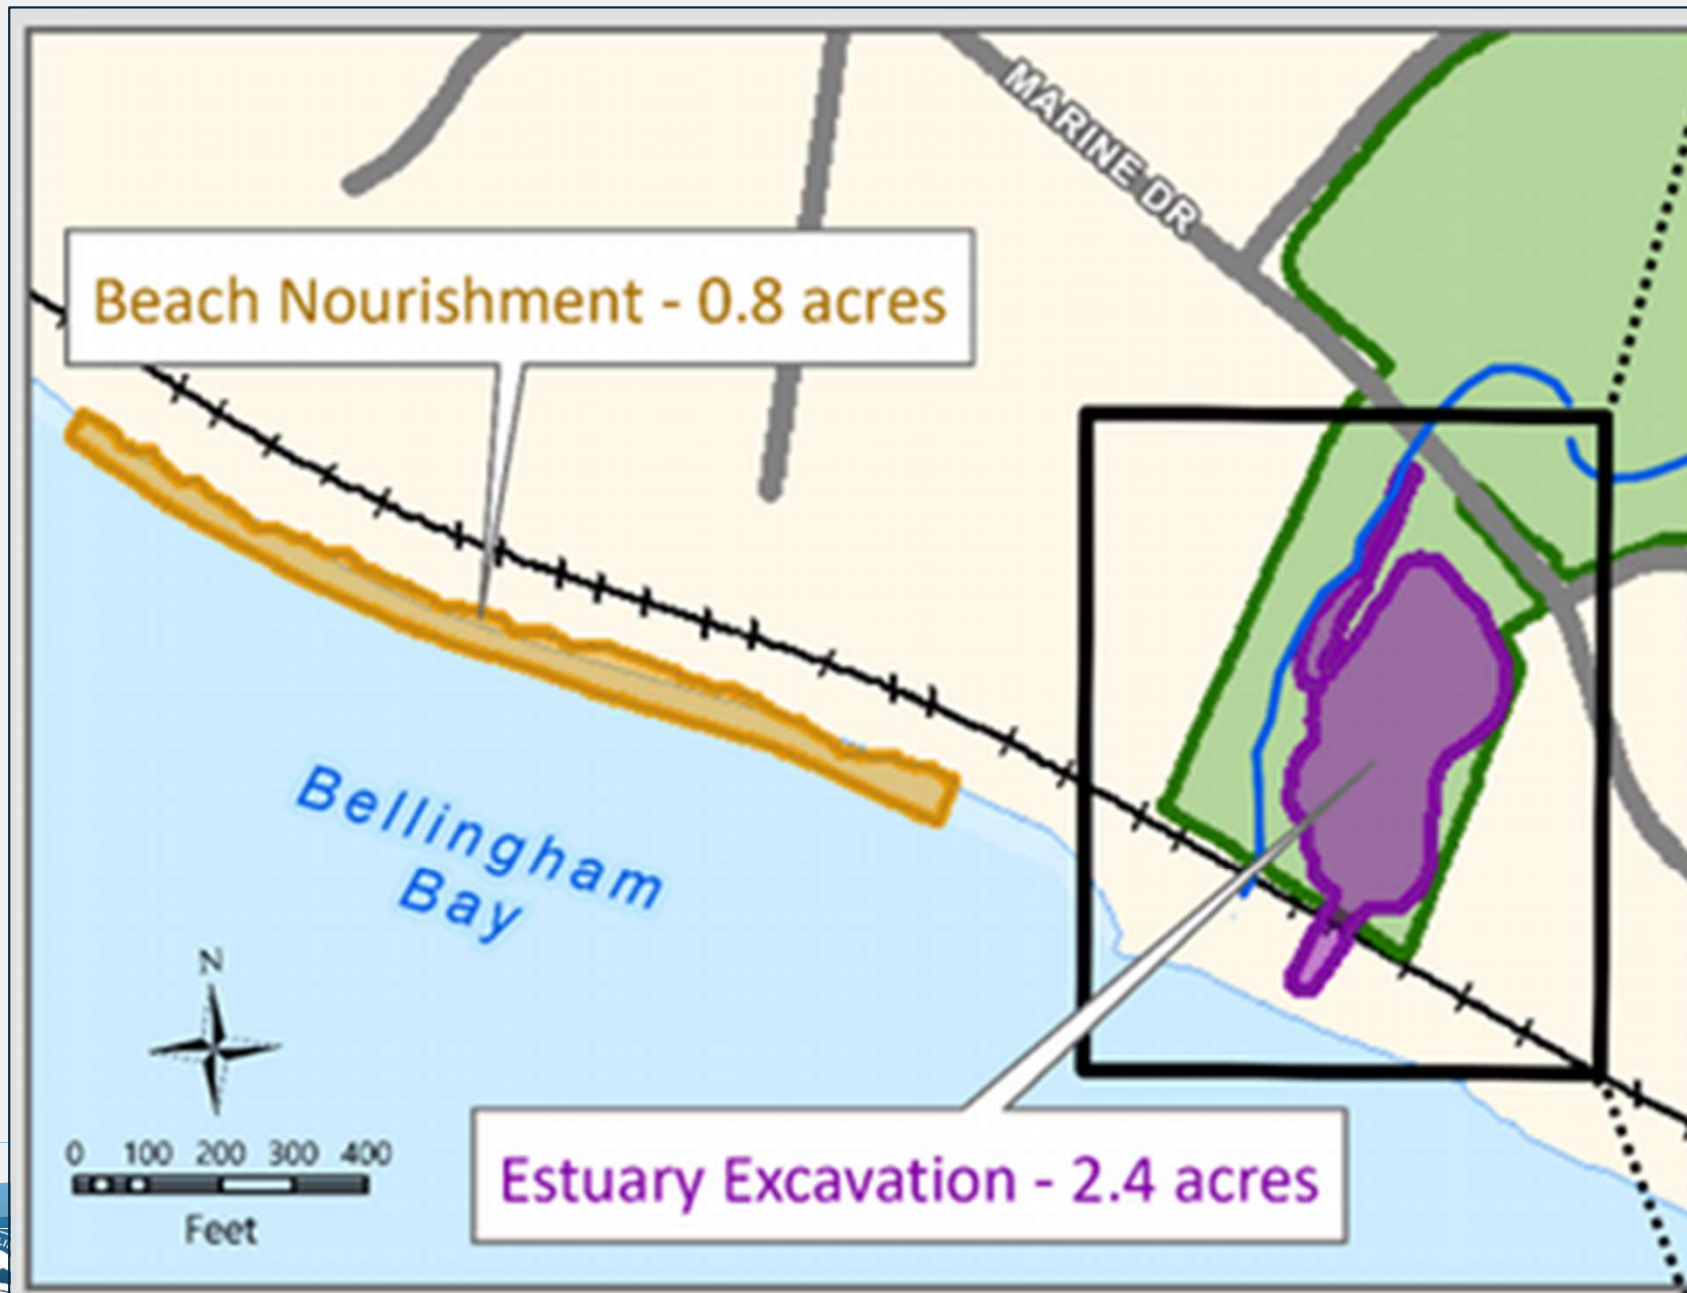 MARINE DR
Beach Nourishment - 0.8 acres
Bellingham
Bay
N
0 100 200 300 400
Feet
Estuary Excavation - 2.4 acres